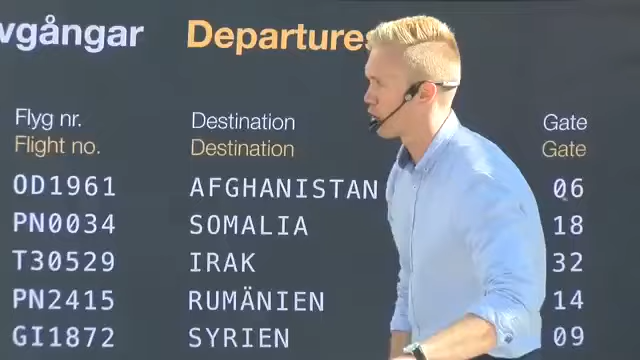 vgångar Departures
Flyg nr. Destination Gate
Flight no. Destination Gate
OD1961 AFGHANISTAN 06
PN0034 SOMALIA 18
T30529 IRAK 32
PN2415 RUMÄNIEN 14
GI1872 SYRIEN 09